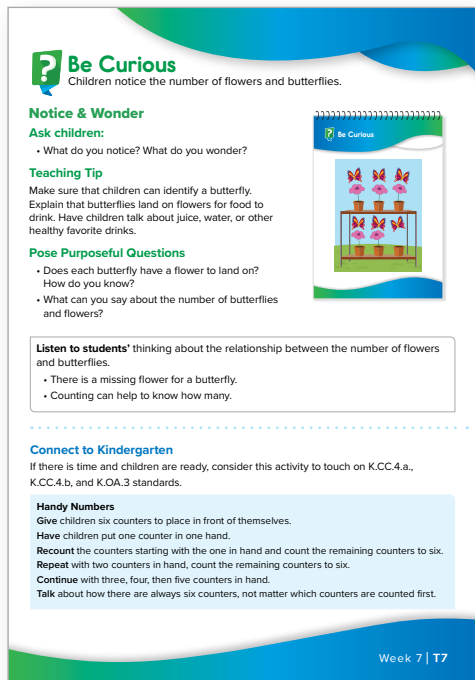 Be Curious
Children notice the number of flowers and butterflies.
Notice & Wonder
Ask children:
• What do you notice? What do you wonder?
Teaching Tip
Make sure that children can identify a butterfly.
Explain that butterflies land on flowers for food to
drink. Have children talk about juice, water, or other
healthy favorite drinks.
Pose Purposeful Questions
• Does each butterfly have a flower to land on?
How do you know?
• What can you say about the number of butterflies
and flowers?
Be Curious
Listen to students' thinking about the relationship between the number of flowers
and butterflies.
• There is a missing flower for a butterfly.
• Counting can help to know how many.
Connect to Kindergarten
If there is time and children are ready, consider this activity to touch on K.CC.4.a.,
K.CC.4.b, and K.OA.3 standards.
Handy Numbers
Give children six counters to place in front of themselves.
Have children put one counter in one hand.
Recount the counters starting with the one in hand and count the remaining counters to six.
Repeat with two counters in hand, count the remaining counters to six.
Continue with three, four, then five counters in hand.
Talk about how there are always six counters, not matter which counters are counted first.
Week 7 | T7